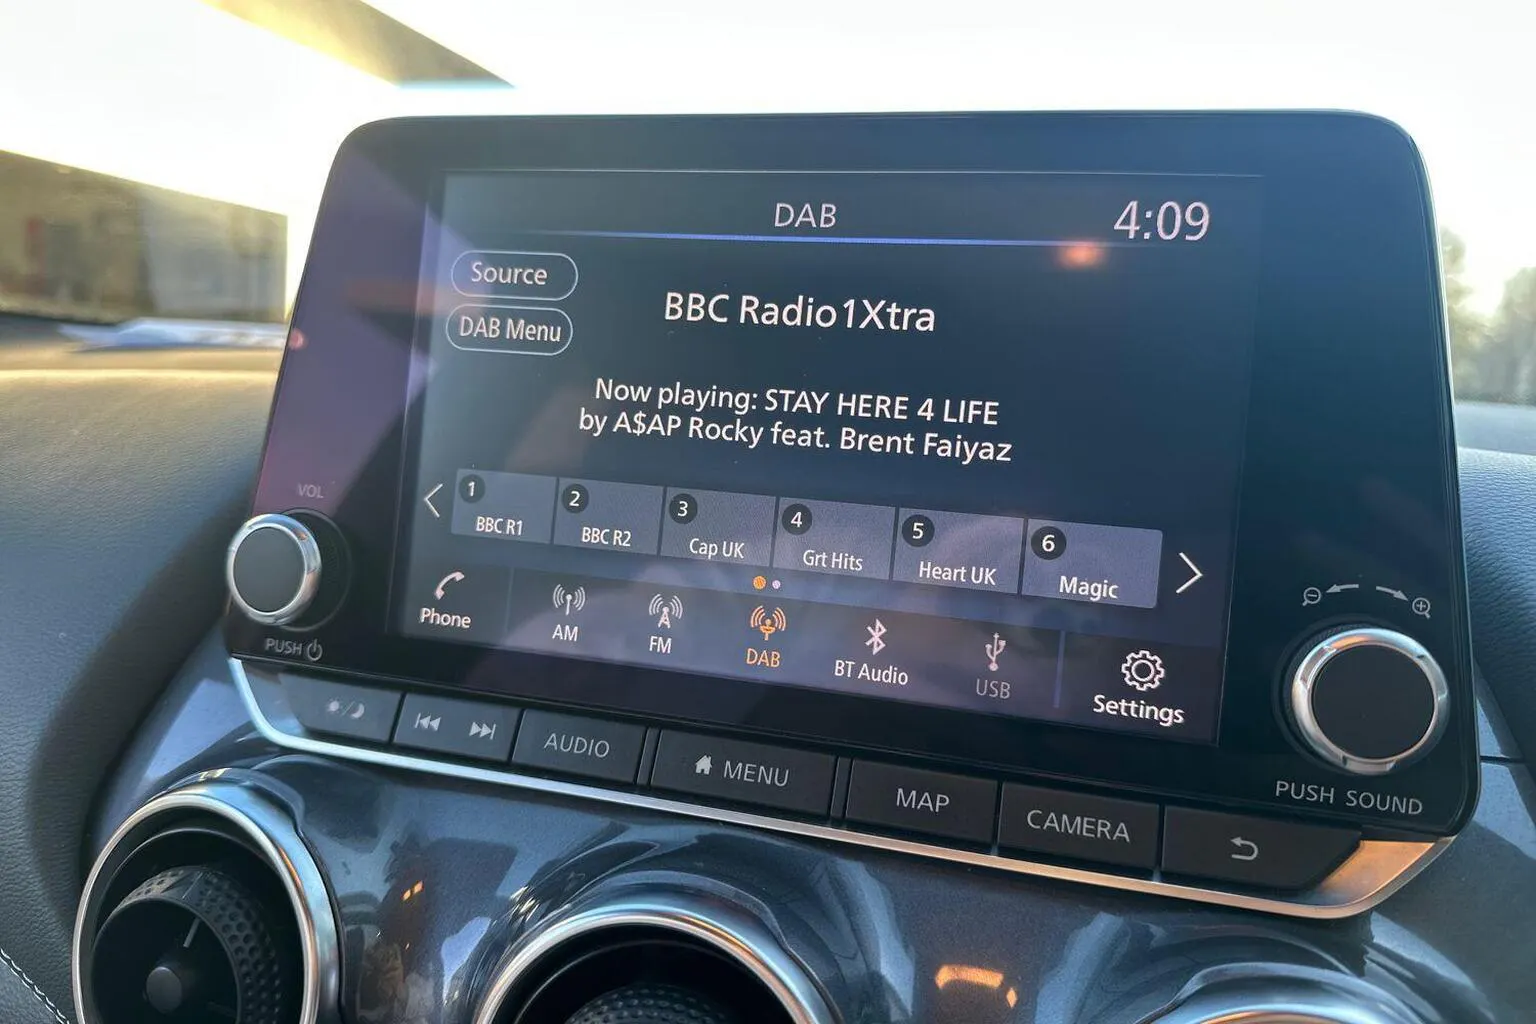 DAB
4:09
Source
BBC Radio1Xtra
DAB Menu
Now playing: STAY HERE 4 LIFE
by A$AP Rocky feat. Brent Faiyaz
1 BBC R1
2 BBC R2
3 Cap UK
4 Grt Hits
5 Heart UK
6 Magic
Phone
AM
FM
DAB
BT Audio
USB
Settings
VOL
PUSH
PUSH SOUND
AUDIO
MENU
MAP
CAMERA